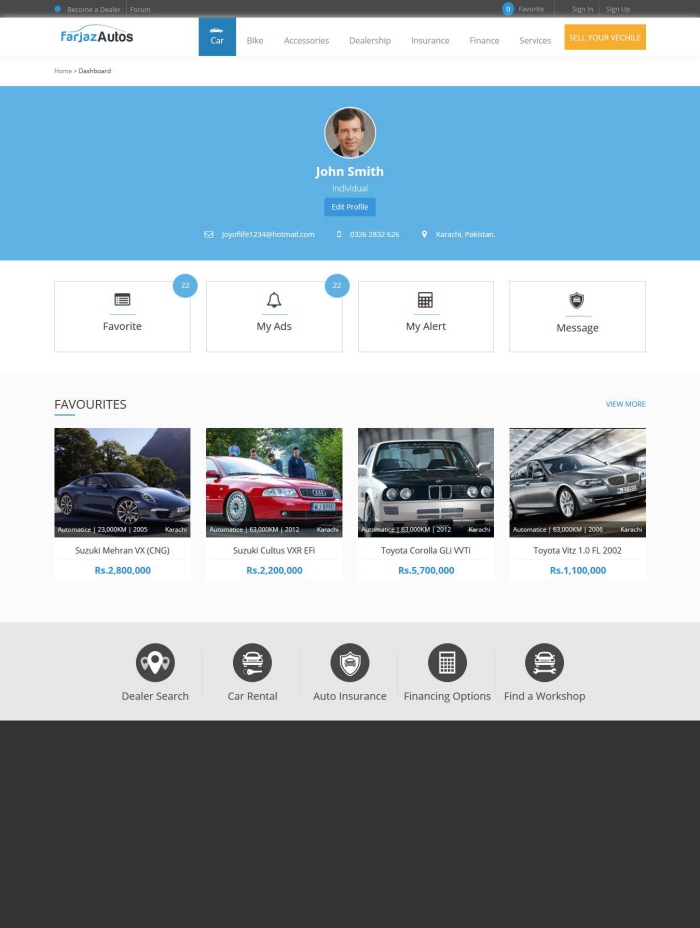 Become a Dealer Forum 0 Favorite Sign In Sign Up
FarjazAutos
Car Bike Accessories Dealership Insurance Finance Services SELL YOUR VECHILE
Home > Dashboard
John Smith
Individual
Edit Profile
Joyoflife1234@hotmail.com 0326 2832 626 Karachi, Pakistan.
22 22
Favorite My Ads My Alert Message
FAVOURITES VIEW MORE
Automatice | 23,000KM | 2005 Karachi Automatice | 63,000KM | 2012 Karachi Automatice | 63,000KM | 2012 Karachi Automatice | 63,000KM | 2006 Karachi
Suzuki Mehran VX (CNG) Suzuki Cultus VXR EFi Toyota Corolla GLi VVTi Toyota Vitz 1.0 FL 2002
Rs.2,800,000 Rs.2,200,000 Rs.5,700,000 Rs.1,100,000
Dealer Search Car Rental Auto Insurance Financing Options Find a Workshop